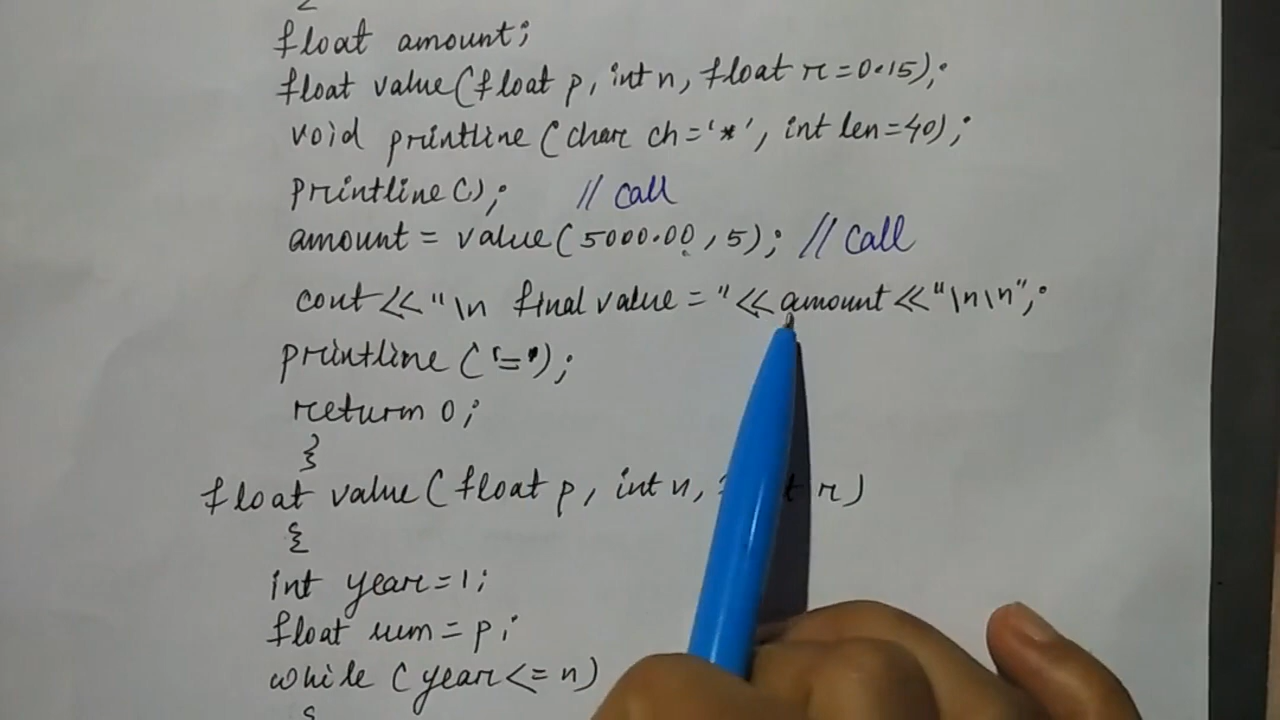 {
float amount;
float value(float p, int n, float r=0.15);
void printline (char ch='*', int len=40);
printline(); // call
amount = value(5000.00, 5); // call
cout<<"\n final value = "<<amount<<"\n\n";
printline ('=');
return 0;
}
float value(float p, int n, r)
{
int year=1;
float sum = p;
while (year<= n)
{